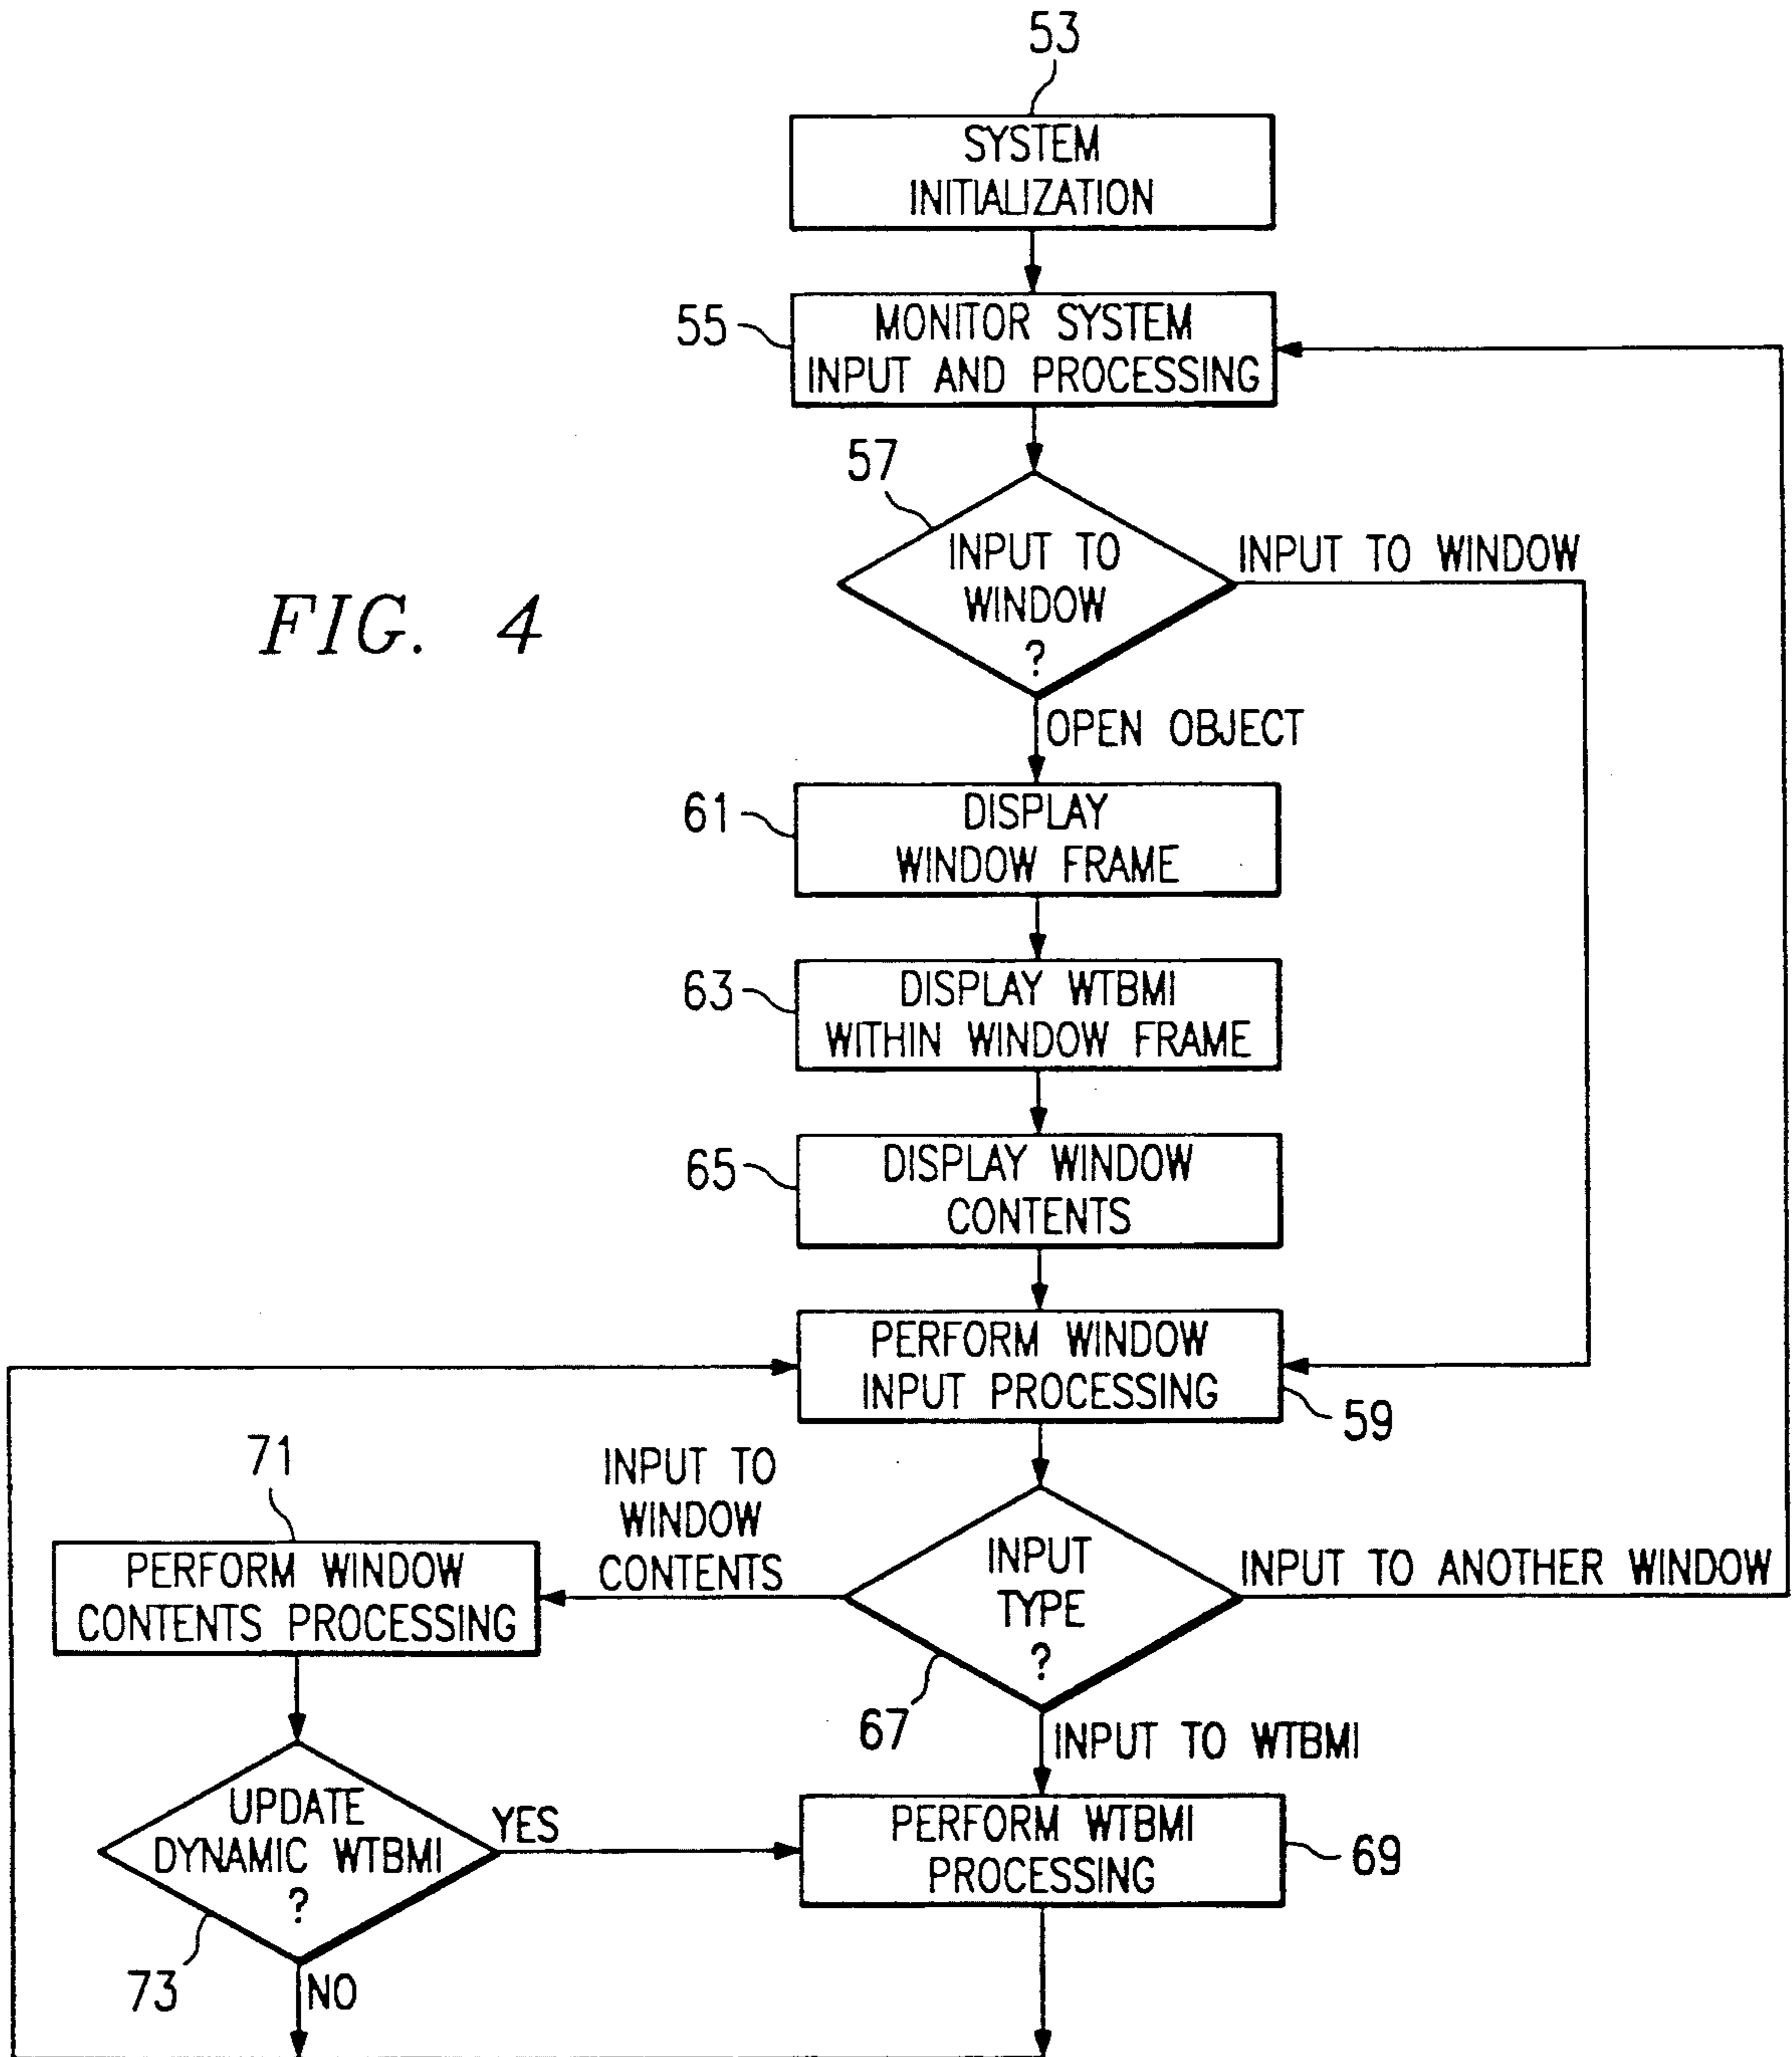 53
SYSTEM
INITIALIZATION
55
MONITOR SYSTEM
INPUT AND PROCESSING
57
INPUT TO
WINDOW
?
INPUT TO WINDOW
FIG. 4
OPEN OBJECT
61
DISPLAY
WINDOW FRAME
63
DISPLAY WTBMI
WITHIN WINDOW FRAME
65
DISPLAY WINDOW
CONTENTS
PERFORM WINDOW
INPUT PROCESSING
59
71
INPUT TO
WINDOW
CONTENTS
PERFORM WINDOW
CONTENTS PROCESSING
INPUT
TYPE
?
INPUT TO ANOTHER WINDOW
67
INPUT TO WTBMI
UPDATE
DYNAMIC WTBMI
?
YES
PERFORM WTBMI
PROCESSING
69
73
NO